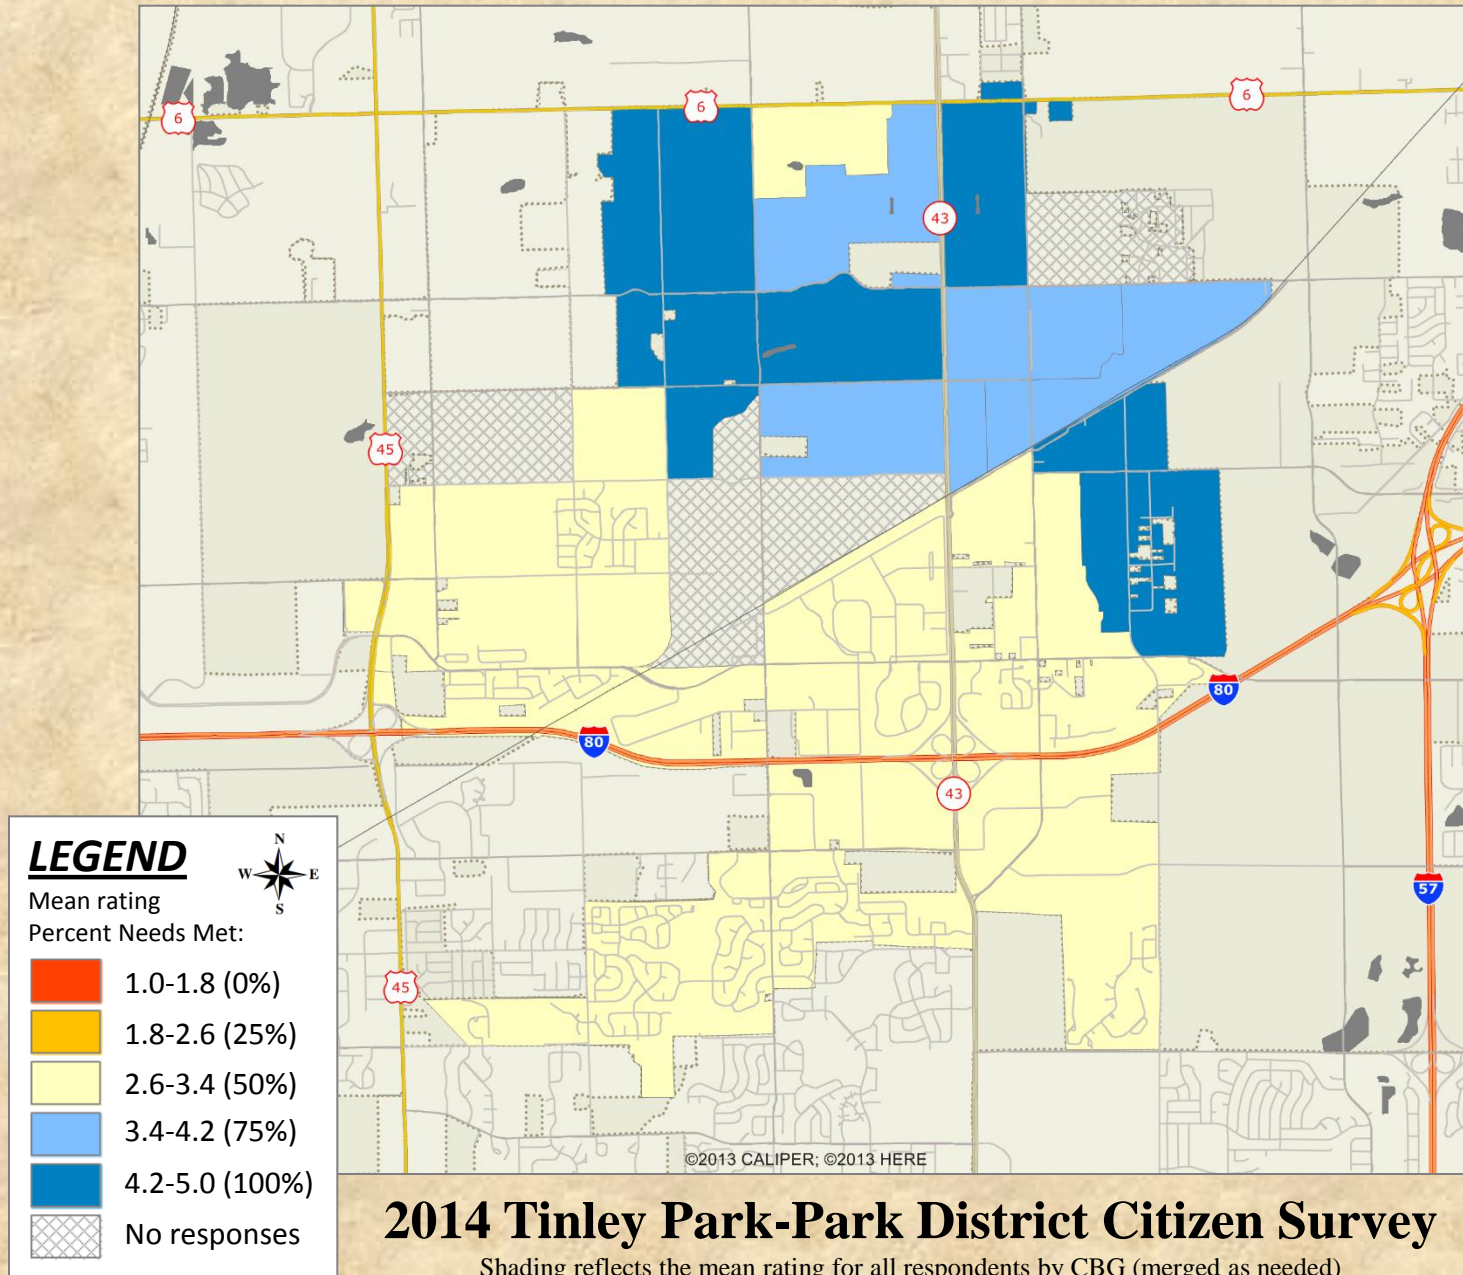 6
6
6
43
45
80
80
43
57
45
LEGEND
N
W E
S
Mean rating
Percent Needs Met:
1.0-1.8 (0%)
1.8-2.6 (25%)
2.6-3.4 (50%)
3.4-4.2 (75%)
4.2-5.0 (100%)
No responses
©2013 CALIPER; ©2013 HERE
2014 Tinley Park-Park District Citizen Survey
Shading reflects the mean rating for all respondents by CBG (merged as needed)